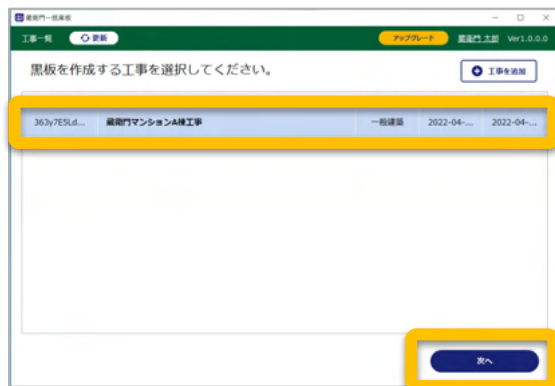 蔵衛門一括黒板
工事一覧 更新 アップグレード 蔵衛門 太郎 Ver1.0.0.0
黒板を作成する工事を選択してください。 工事を追加
363y7E5Ld... 蔵衛門マンションA棟工事 一般建築 2022-04-... 2022-04-...
次へ